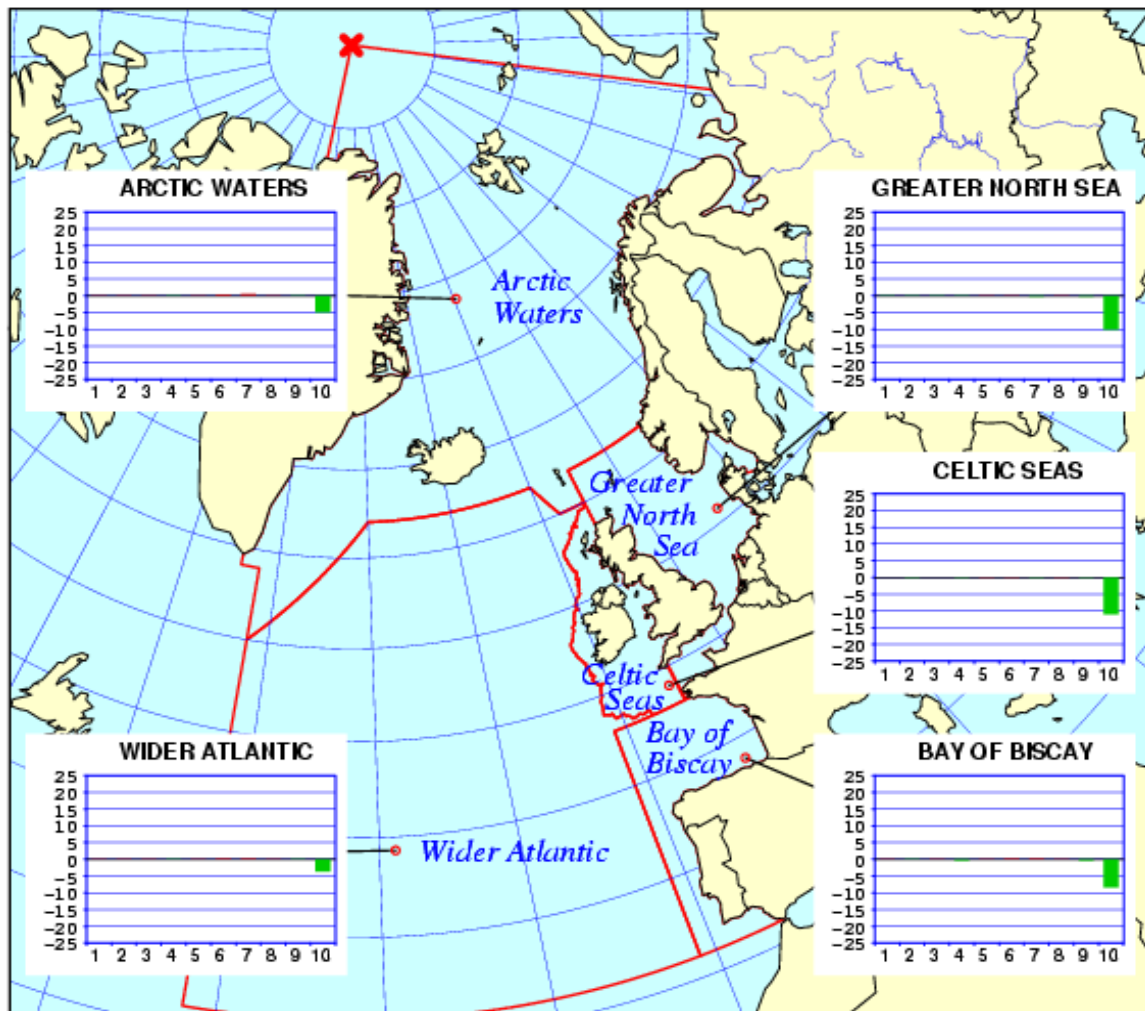 ARCTIC WATERS
25
20
15
10
5
0
−5
−10
−15
−20
−25
1 2 3 4 5 6 7 8 9 10
GREATER NORTH SEA
25
20
15
10
5
0
−5
−10
−15
−20
−25
1 2 3 4 5 6 7 8 9 10
Arctic
Waters
Greater
North
Sea
CELTIC SEAS
25
20
15
10
5
0
−5
−10
−15
−20
−25
1 2 3 4 5 6 7 8 9 10
Celtic
Seas
Bay of
Biscay
WIDER ATLANTIC
25
20
15
10
5
0
−5
−10
−15
−20
−25
1 2 3 4 5 6 7 8 9 10
Wider Atlantic
BAY OF BISCAY
25
20
15
10
5
0
−5
−10
−15
−20
−25
1 2 3 4 5 6 7 8 9 10